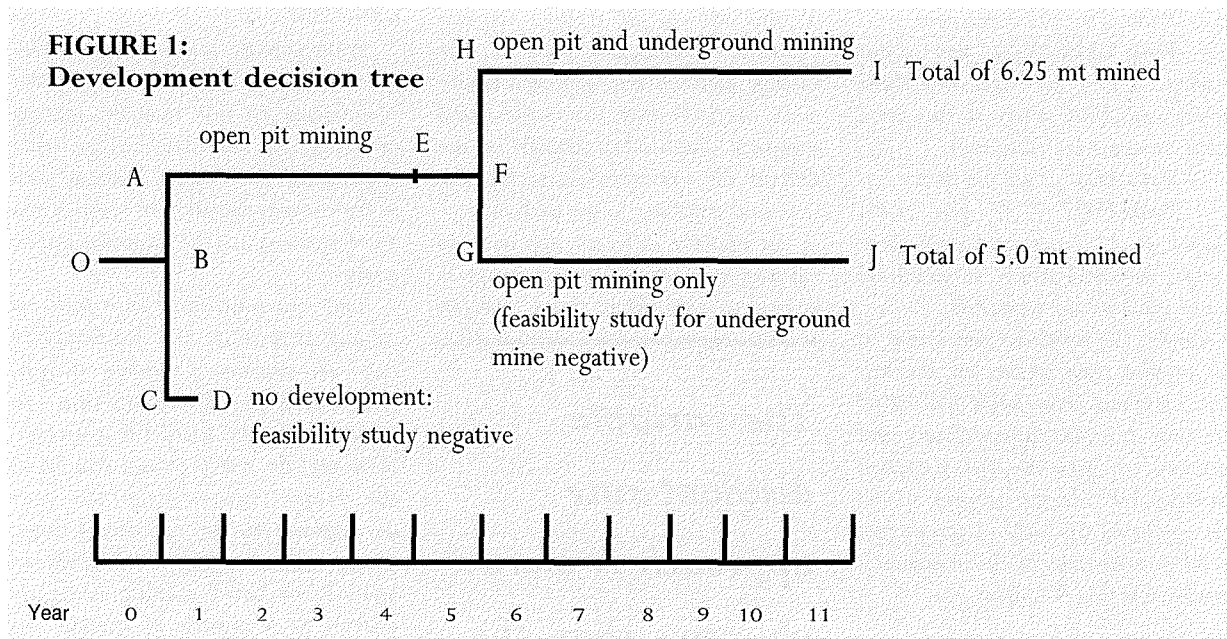 FIGURE 1:
Development decision tree
H open pit and underground mining
I Total of 6.25 mt mined
open pit mining E
A F
O B G J Total of 5.0 mt mined
open pit mining only
(feasibility study for underground
mine negative)
C D no development:
feasibility study negative
Year 0 1 2 3 4 5 6 7 8 9 10 11